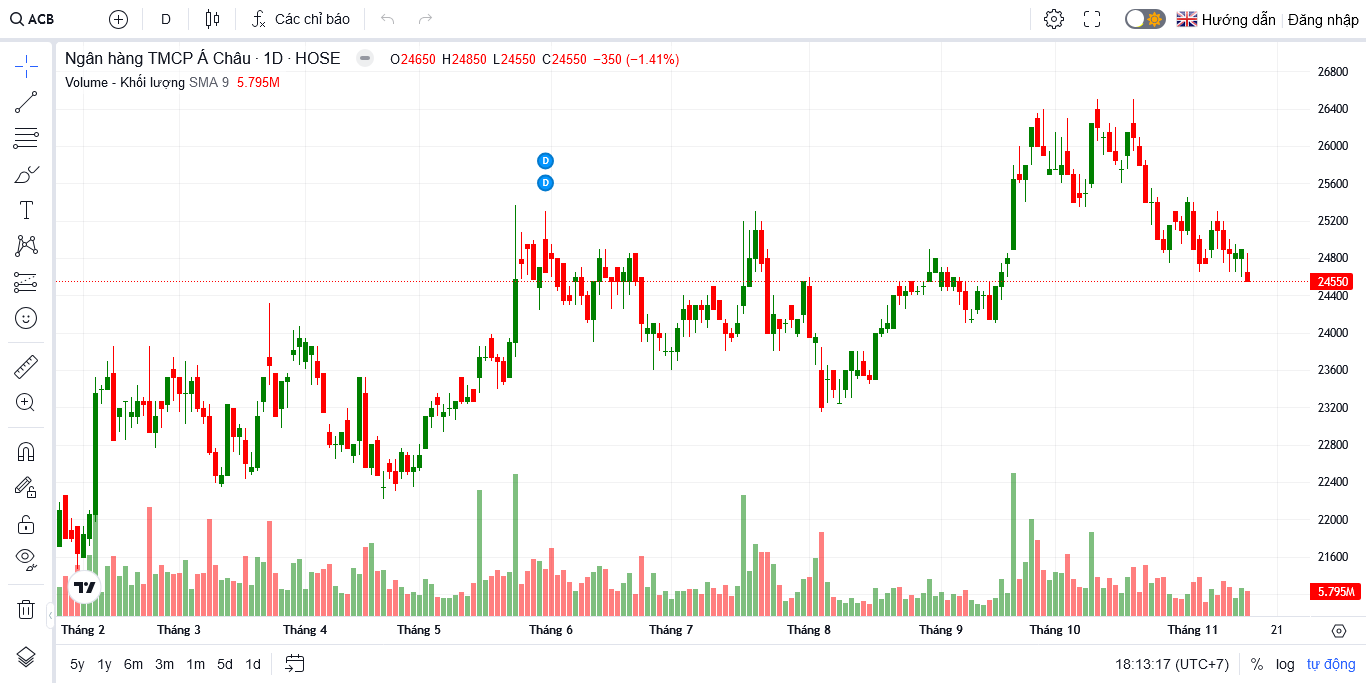 ACB D Các chỉ báo Hướng dẫn Đăng nhập
Ngân hàng TMCP Á Châu · 1D · HOSE O24650 H24850 L24550 C24550 −350 (−1.41%)
Volume - Khối lượng SMA 9 5.795M
26800
26400
26000
D
25600
D
25200
24800
24550
24400
24000
23600
23200
22800
22400
22000
21600
5.795M
Tháng 2 Tháng 3 Tháng 4 Tháng 5 Tháng 6 Tháng 7 Tháng 8 Tháng 9 Tháng 10 Tháng 11 21
5y 1y 6m 3m 1m 5d 1d 18:13:17 (UTC+7) % log tự động